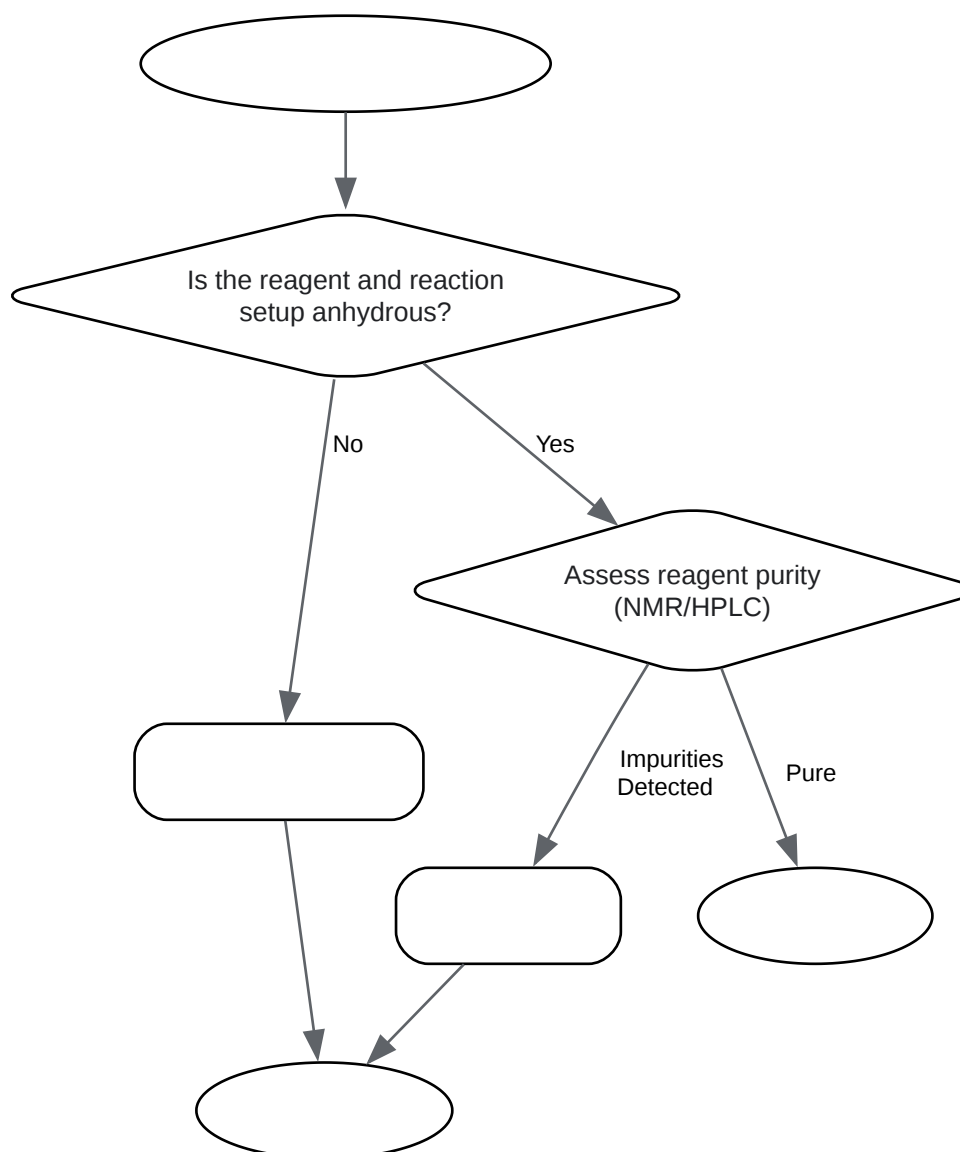 Is the reagent and reaction
setup anhydrous?
No
Yes
Assess reagent purity
(NMR/HPLC)
Impurities
Detected
Pure